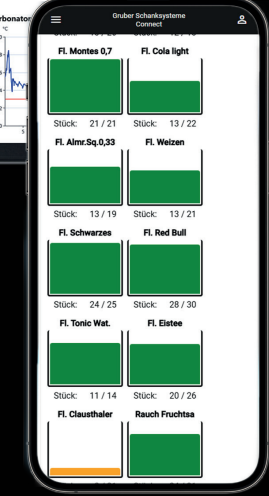 rbonator
°C
5
Gruber Schanksysteme
Connect
Fl. Montes 0,7 Fl. Cola light
Stück: 21 / 21 Stück: 13 / 22
Fl. Almr.Sq.0,33 Fl. Weizen
Stück: 13 / 19 Stück: 13 / 21
Fl. Schwarzes Fl. Red Bull
Stück: 24 / 25 Stück: 28 / 30
Fl. Tonic Wat. Fl. Eistee
Stück: 11 / 14 Stück: 20 / 26
Fl. Clausthaler Rauch Fruchtsa